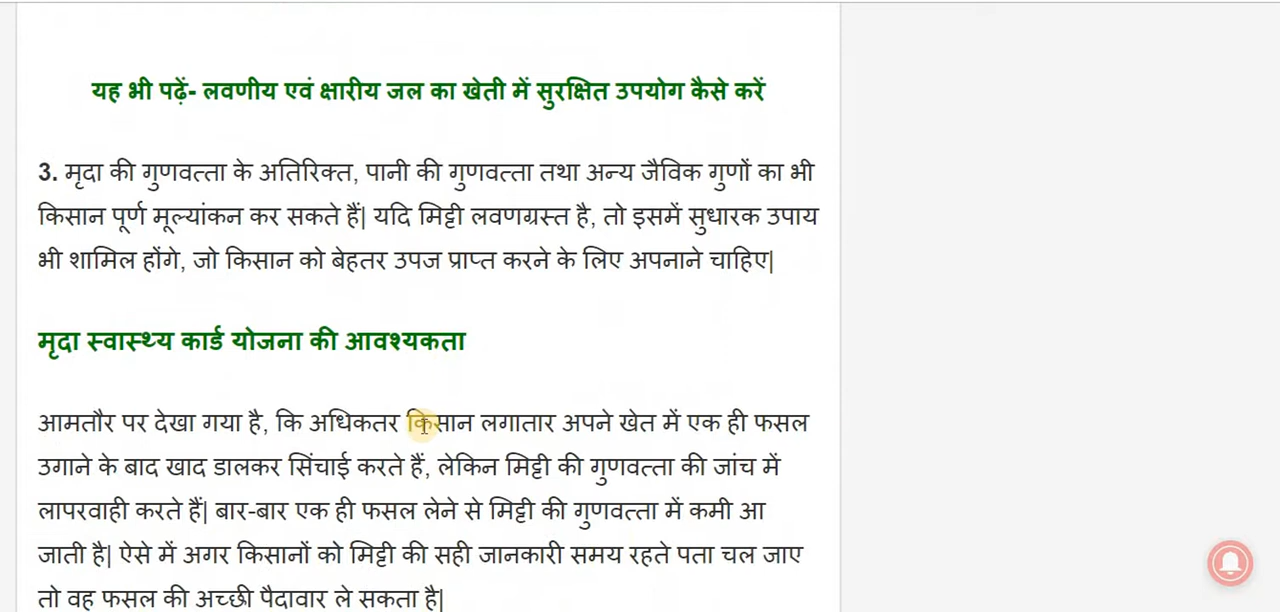 यह भी पढ़ें- लवणीय एवं क्षारीय जल का खेती में सुरक्षित उपयोग कैसे करें
3. मृदा की गुणवत्ता के अतिरिक्त, पानी की गुणवत्ता तथा अन्य जैविक गुणों का भी
किसान पूर्ण मूल्यांकन कर सकते हैं| यदि मिट्टी लवणग्रस्त है, तो इसमें सुधारक उपाय
भी शामिल होंगे, जो किसान को बेहतर उपज प्राप्त करने के लिए अपनाने चाहिए|
मृदा स्वास्थ्य कार्ड योजना की आवश्यकता
आमतौर पर देखा गया है, कि अधिकतर किसान लगातार अपने खेत में एक ही फसल
उगाने के बाद खाद डालकर सिंचाई करते हैं, लेकिन मिट्टी की गुणवत्ता की जांच में
लापरवाही करते हैं| बार-बार एक ही फसल लेने से मिट्टी की गुणवत्ता में कमी आ
जाती है| ऐसे में अगर किसानों को मिट्टी की सही जानकारी समय रहते पता चल जाए
तो वह फसल की अच्छी पैदावार ले सकता है|